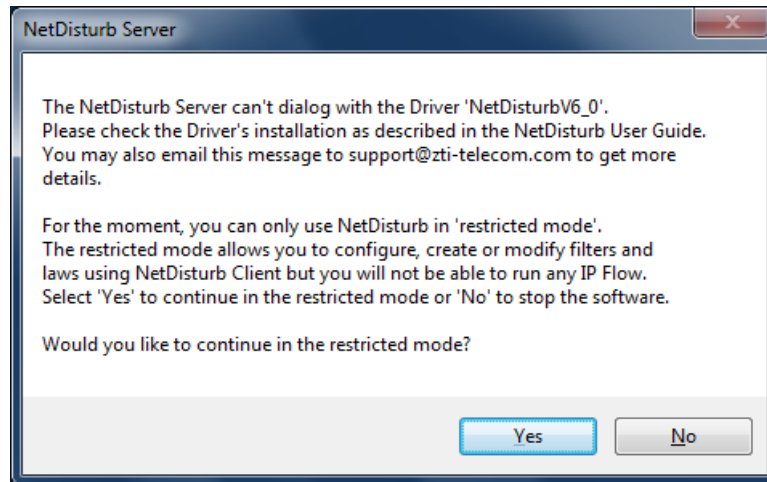 NetDisturb Server
The NetDisturb Server can't dialog with the Driver 'NetDisturbV6_0'.
Please check the Driver's installation as described in the NetDisturb User Guide.
You may also email this message to support@zti-telecom.com to get more
details.
For the moment, you can only use NetDisturb in 'restricted mode'.
The restricted mode allows you to configure, create or modify filters and
laws using NetDisturb Client but you will not be able to run any IP Flow.
Select 'Yes' to continue in the restricted mode or 'No' to stop the software.
Would you like to continue in the restricted mode?
Yes No